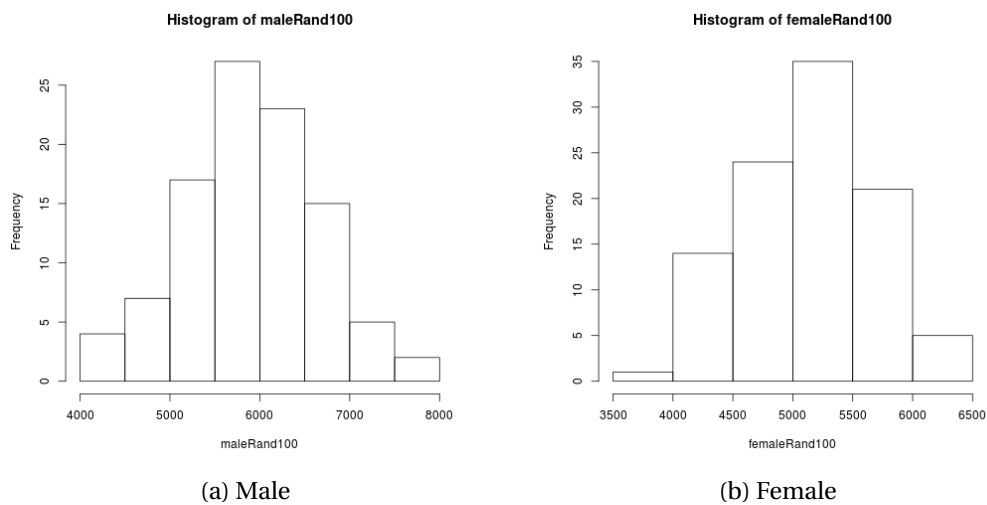 Histogram of maleRand100
Frequency
25
20
15
10
5
0
4000 5000 6000 7000 8000
maleRand100
(a) Male
Histogram of femaleRand100
Frequency
35
30
25
20
15
10
5
0
3500 4000 4500 5000 5500 6000 6500
femaleRand100
(b) Female